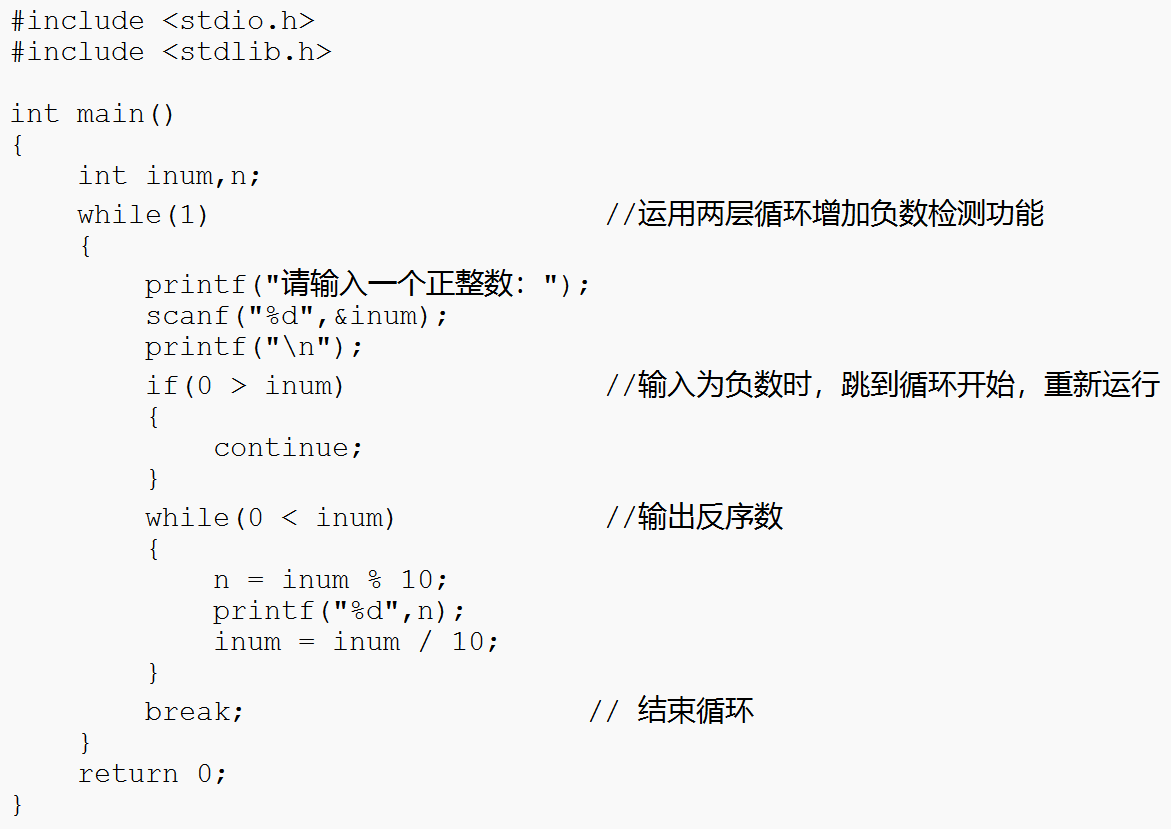 #include <stdio.h>
#include <stdlib.h>
int main()
{
    int inum,n;
    while(1)                        //运用两层循环增加负数检测功能
    {
        printf("请输入一个正整数：");
        scanf("%d",&inum);
        printf("\n");
        if(0 > inum)                //输入为负数时，跳到循环开始，重新运行
        {
            continue;
        }
        while(0 < inum)             //输出反序数
        {
            n = inum % 10;
            printf("%d",n);
            inum = inum / 10;
        }
        break;                     // 结束循环
    }
    return 0;
}